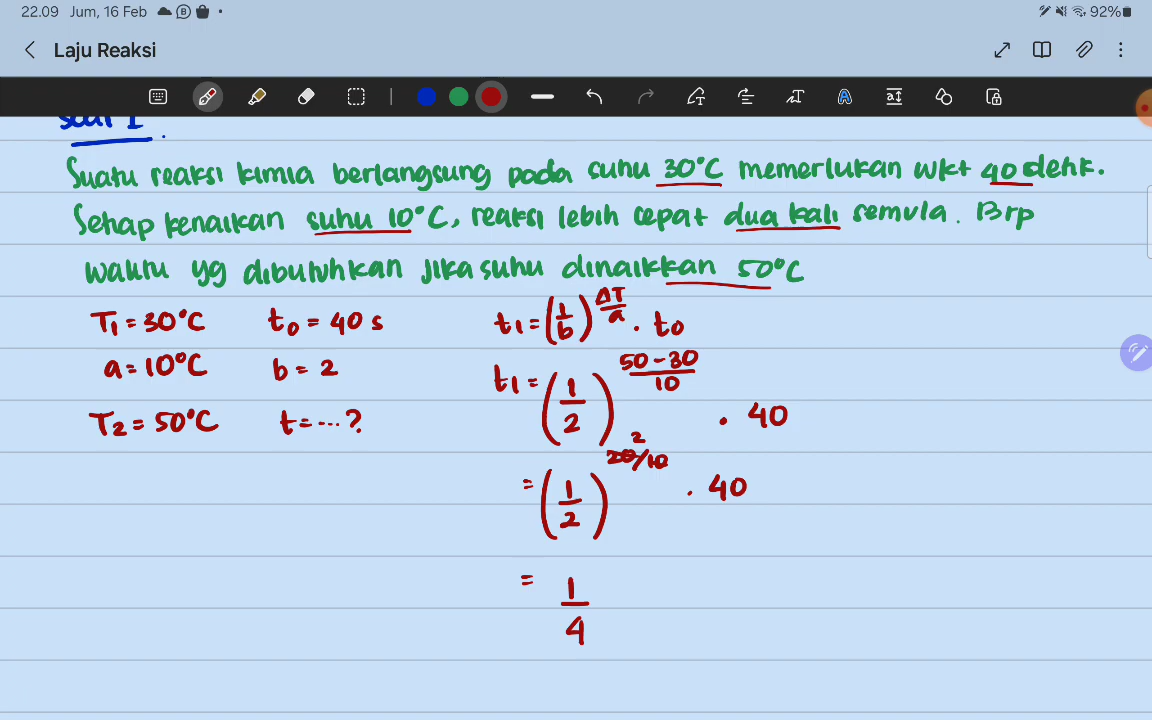 22.09 Jum, 16 Feb
92%
Laju Reaksi
soal 1.
Suatu reaksi kimia berlangsung pada suhu 30°C memerlukan wkt 40 detik.
Setiap kenaikan suhu 10°C, reaksi lebih cepat dua kali semula. Brp
waktu yg dibutuhkan jika suhu dinaikkan 50°C
T₁ = 30°C t₀ = 40 s t₁ = (1/b)^(ΔT/a) . t₀
a = 10°C b = 2 t₁ = (1/2)^((50-30)/10) . 40
T₂ = 50°C t = ...?
= (1/2)^(20/10) 2 . 40
= 1/4